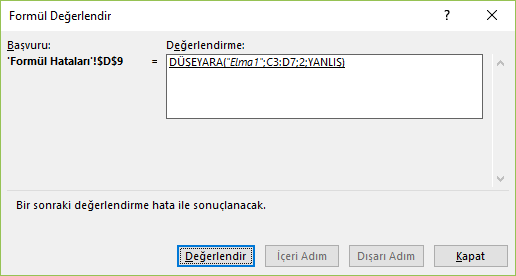 Formül Değerlendir
Başvuru: Değerlendirme:
'Formül Hataları'!$D$9 = DÜŞEYARA("Elma1";C3:D7;2;YANLIŞ)
Bir sonraki değerlendirme hata ile sonuçlanacak.
Değerlendir İçeri Adım Dışarı Adım Kapat